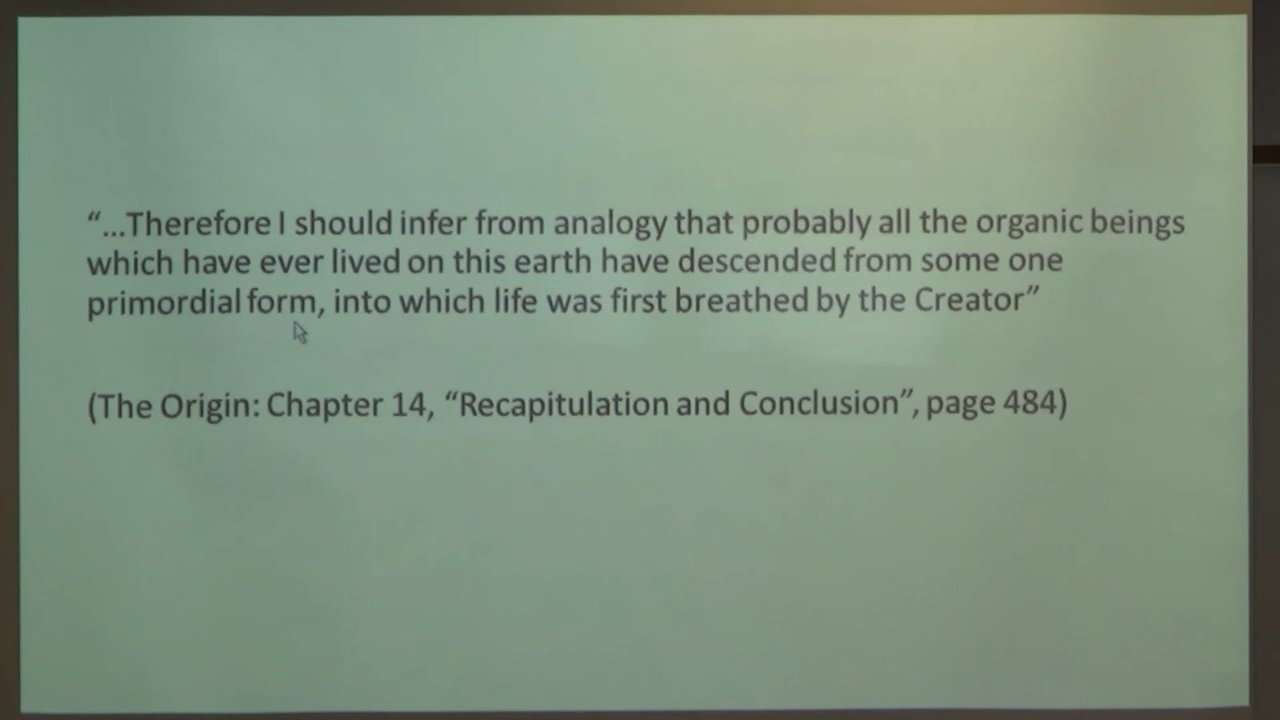 “...Therefore I should infer from analogy that probably all the organic beings
which have ever lived on this earth have descended from some one
primordial form, into which life was first breathed by the Creator”
(The Origin: Chapter 14, “Recapitulation and Conclusion”, page 484)